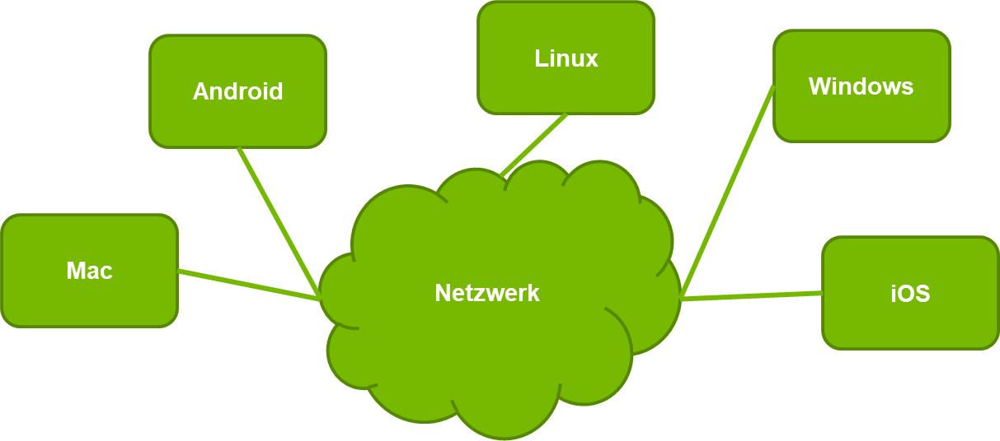 Linux
Android
Windows
Mac
Netzwerk
iOS